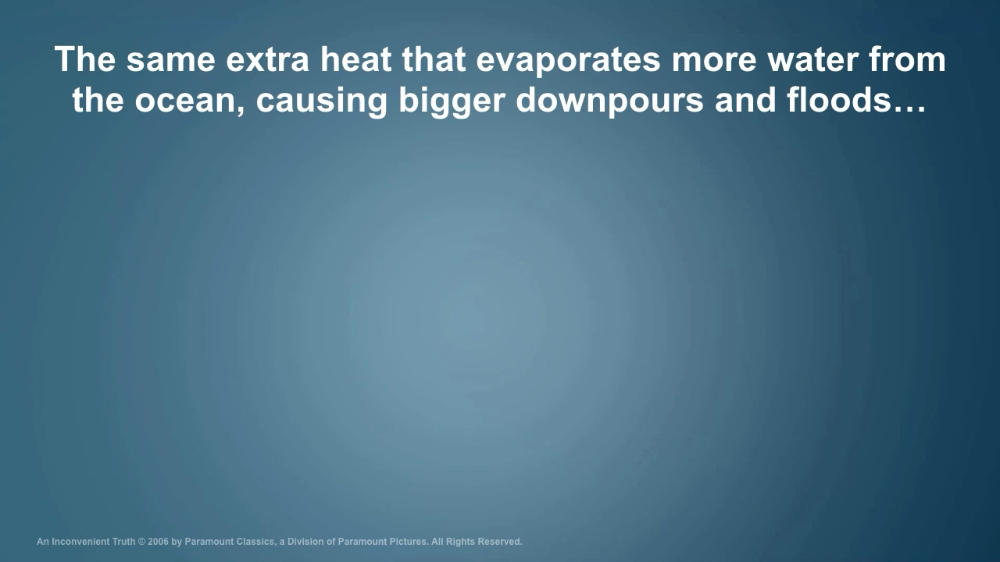 The same extra heat that evaporates more water from
the ocean, causing bigger downpours and floods…
An Inconvenient Truth © 2006 by Paramount Classics, a Division of Paramount Pictures. All Rights Reserved.